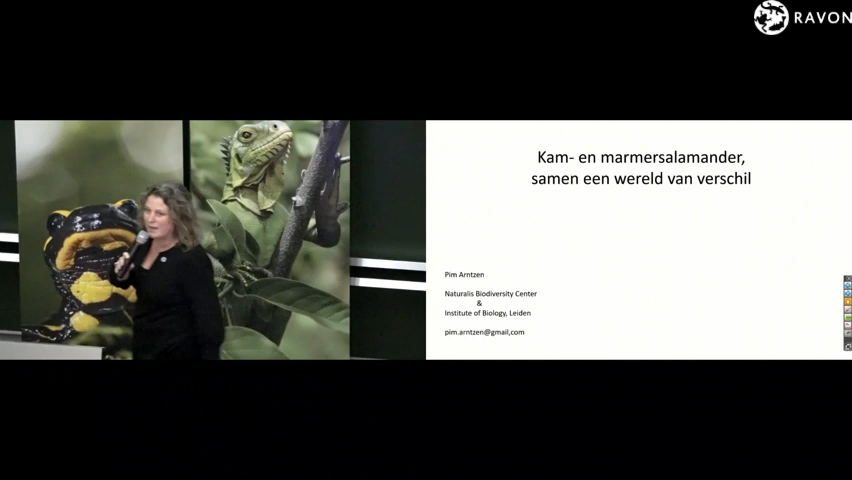 RAVON
Kam- en marmersalamander,
samen een wereld van verschil
Pim Arntzen
Naturalis Biodiversity Center
&
Institute of Biology, Leiden
pim.arntzen@gmail,com